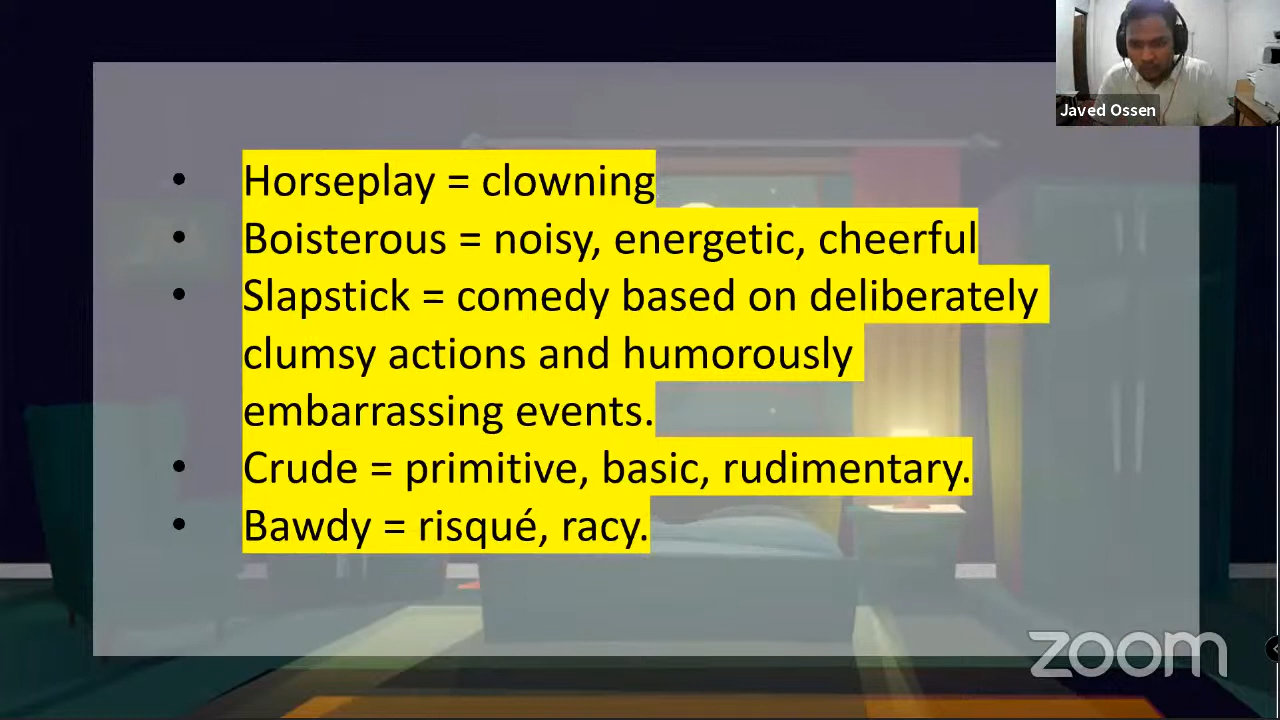 Javed Ossen
• Horseplay = clowning
• Boisterous = noisy, energetic, cheerful
• Slapstick = comedy based on deliberately
clumsy actions and humorously
embarrassing events.
• Crude = primitive, basic, rudimentary.
• Bawdy = risqué, racy.
zoom